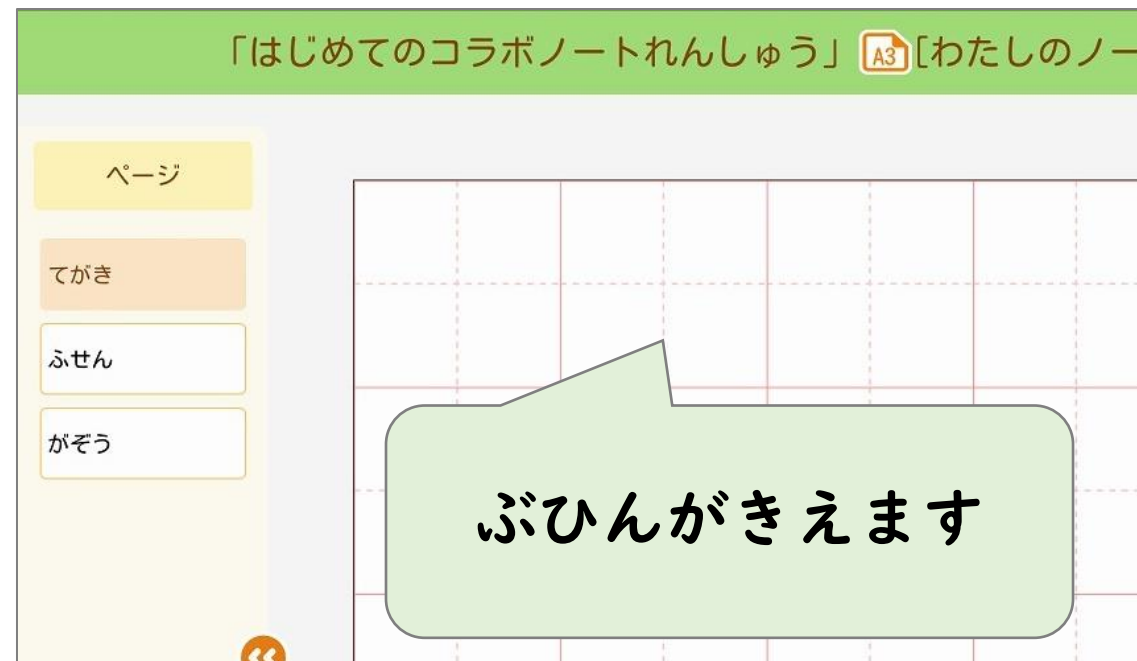 「はじめてのコラボノートれんしゅう」 A3 [わたしのノー
ページ
てがき
ふせん
がぞう
ぶひんがきえます